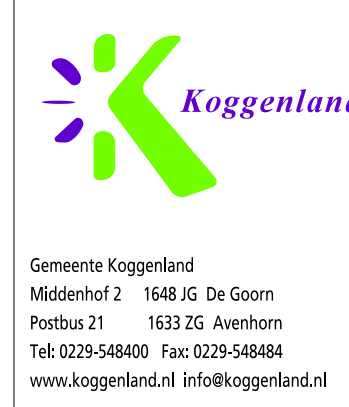 Koggenland
Gemeente Koggenland
Middenhof 2 1648 JG De Goorn
Postbus 21 1633 ZG Avenhorn
Tel: 0229-548400 Fax: 0229-548484
www.koggenland.nl info@koggenland.nl